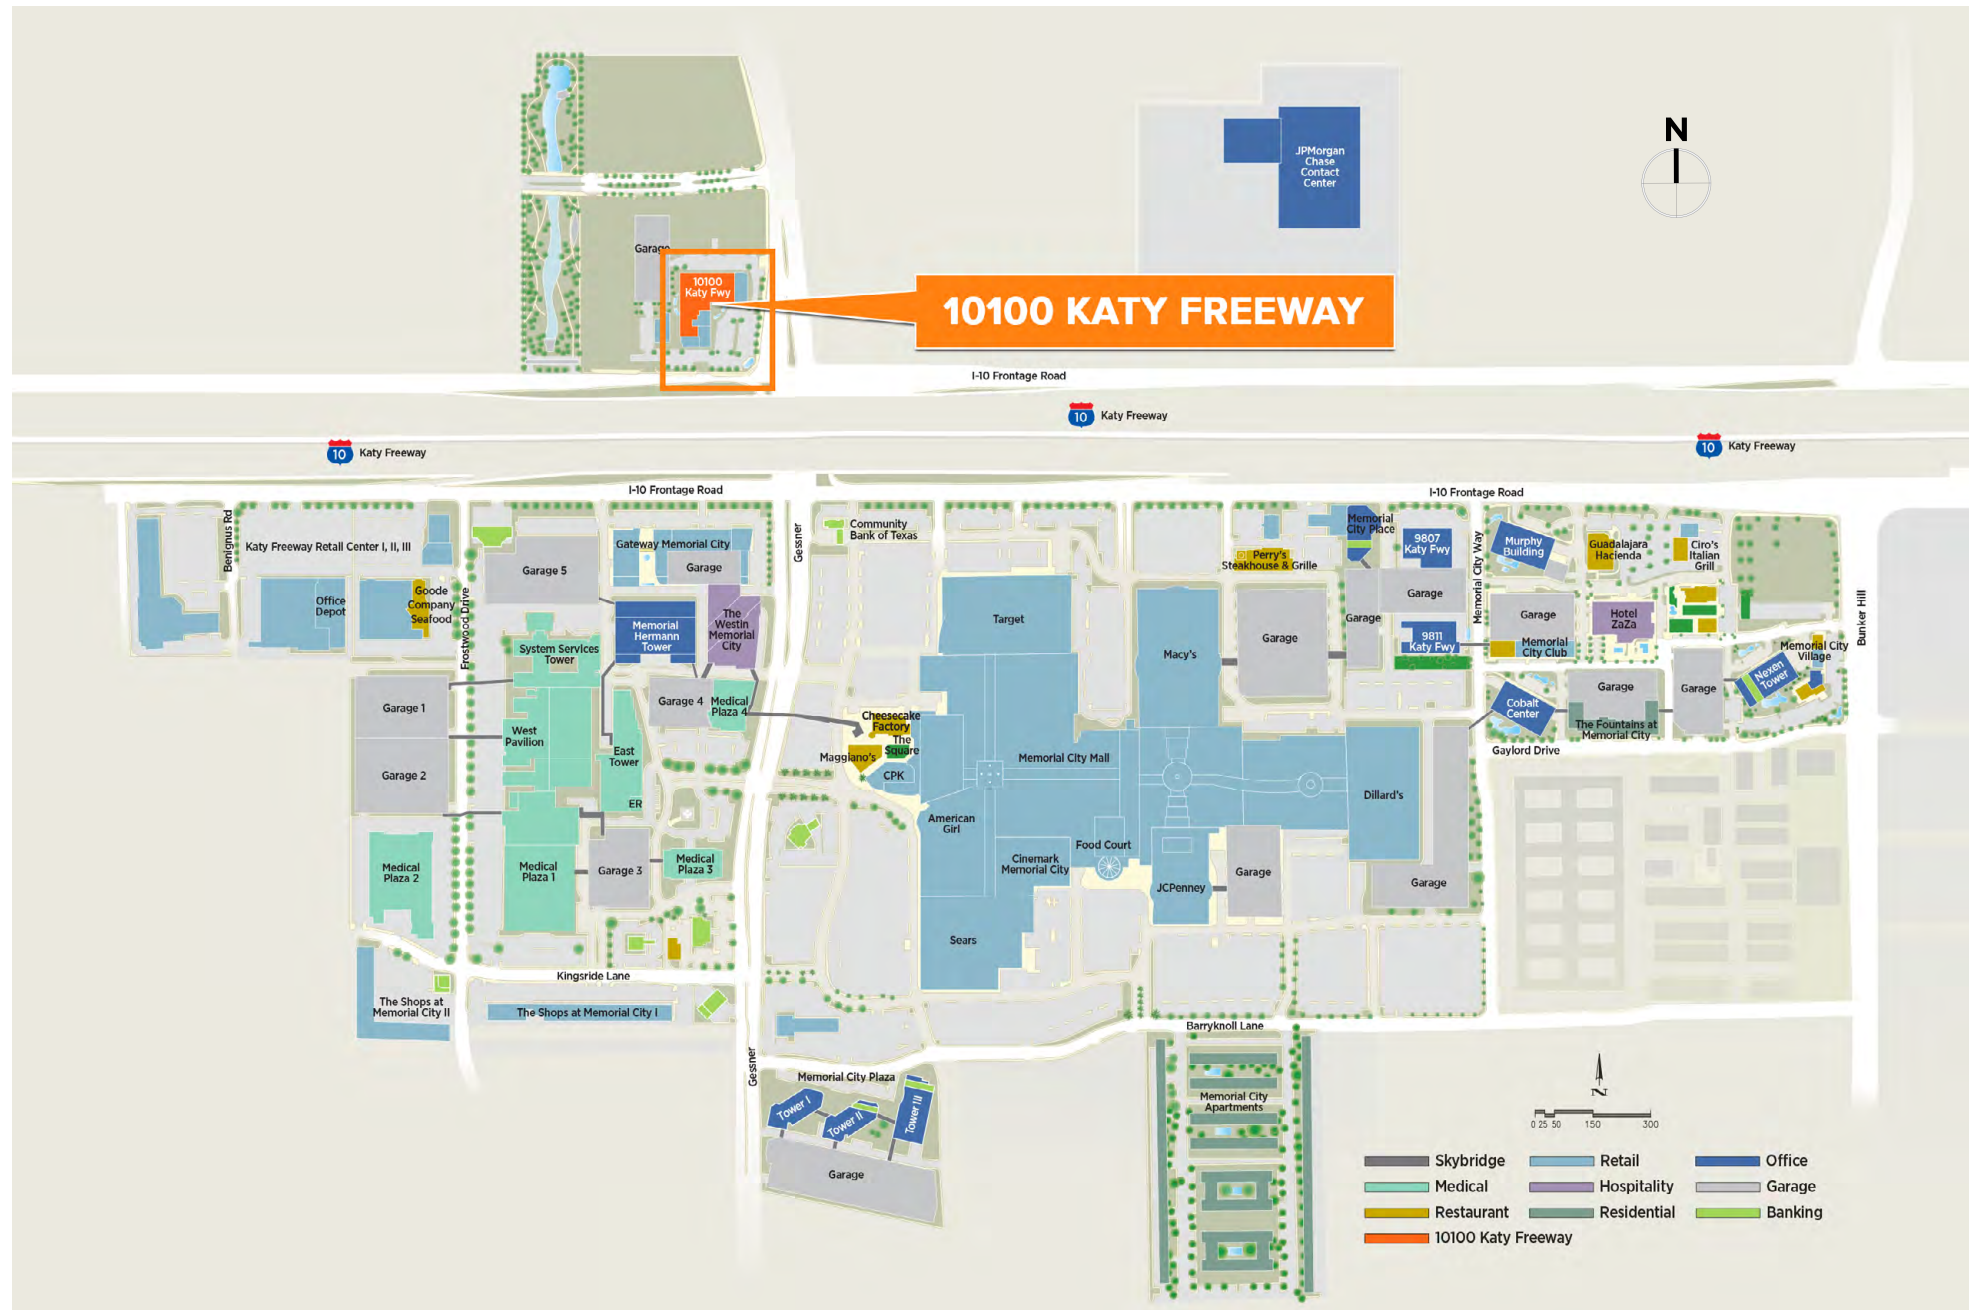 N
JPMorgan
Chase
Contact
Center
Garage
10100
Katy Fwy
10100 KATY FREEWAY
I-10 Frontage Road
10 Katy Freeway
10 Katy Freeway
10 Katy Freeway
I-10 Frontage Road
I-10 Frontage Road
Benignus Rd
Katy Freeway Retail Center I, II, III
Office
Depot
Goode
Company
Seafood
Frostwood Drive
Garage 5
Gateway Memorial City
Garage
Memorial
Hermann
Tower
The
Westin
Memorial
City
System Services
Tower
Garage 4
Medical
Plaza 4
Garage 1
Garage 2
West
Pavilion
East
Tower
ER
Medical
Plaza 2
Medical
Plaza 1
Garage 3
Medical
Plaza 3
Kingsride Lane
The Shops at
Memorial City II
The Shops at Memorial City I
Gessner
Gessner
Community
Bank of Texas
Target
Macy's
Cheesecake
Factory
The
Square
Maggiano's
CPK
Memorial City Mall
American
Girl
Cinemark
Memorial City
Food Court
JCPenney
Garage
Sears
Dillard's
Garage
Garage
Perry's
Steakhouse & Grille
Memorial
City Place
9807
Katy Fwy
Garage
Garage
9811
Katy Fwy
Memorial City Way
Murphy
Building
Guadalajara
Hacienda
Ciro's
Italian
Grill
Garage
Hotel
ZaZa
Memorial
City Club
Memorial City
Village
Nexen
Tower
Bunker Hill
Garage
Garage
Cobalt
Center
The Fountains at
Memorial City
Gaylord Drive
Barryknoll Lane
Memorial City
Apartments
Memorial City Plaza
Tower I
Tower II
Tower III
Garage
N
0 25 50 150 300
Skybridge Retail Office
Medical Hospitality Garage
Restaurant Residential Banking
10100 Katy Freeway